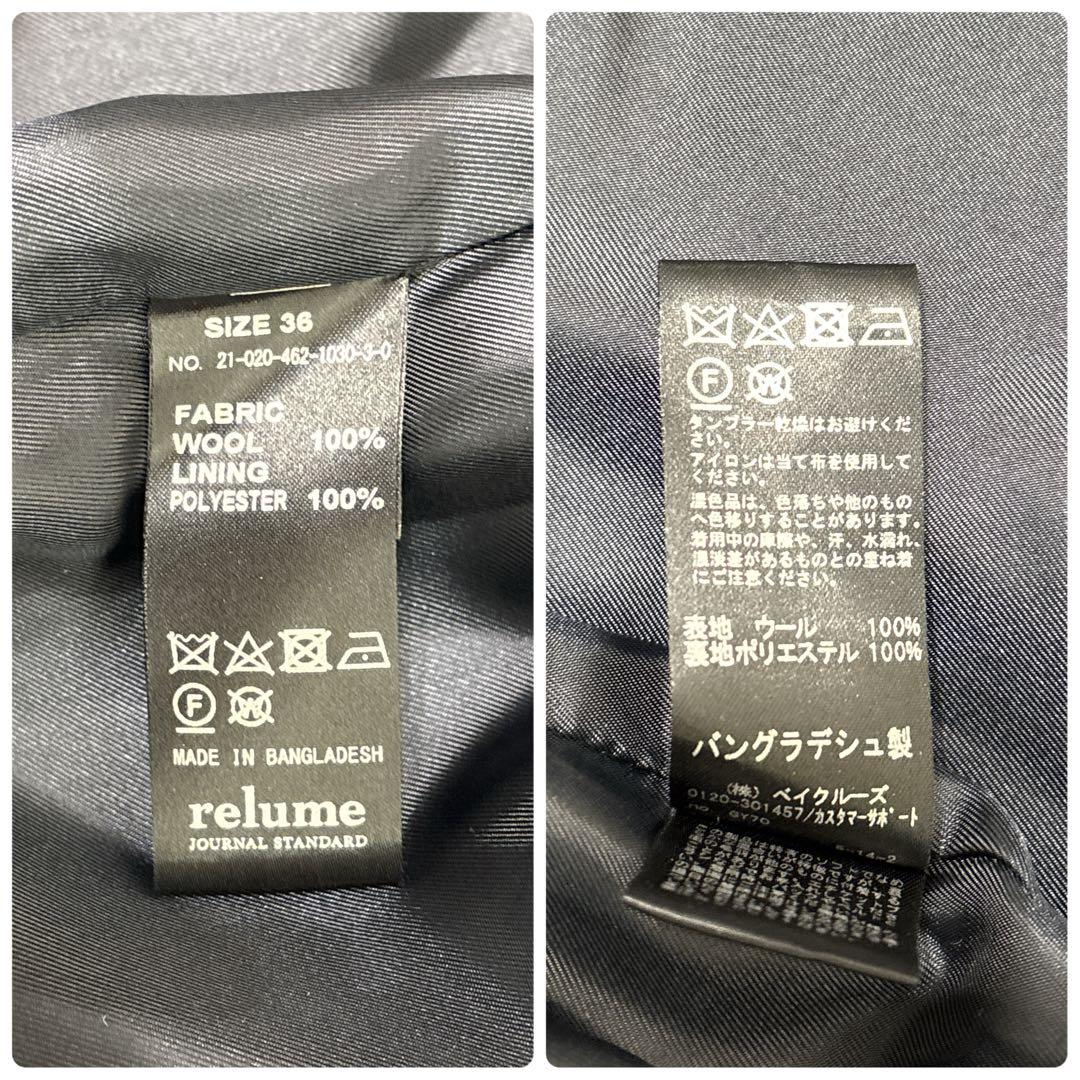 SIZE 36
NO. 21-020-462-1030-3-0
FABRIC
WOOL 100%
LINING
POLYESTER 100%
F W
MADE IN BANGLADESH
relume
JOURNAL STANDARD
F W
タンブラー乾燥はお避けくだ
さい。
アイロンは当て布を使用して
ください。
濃色品は、色落ちや他のもの
へ色移りすることがあります。
着用中の摩擦や、汗、水濡れ、
濃淡差があるものとの重ね着
にご注意ください。
表地 ウール 100%
裏地ポリエステル 100%
バングラデシュ製
(株) ベイクルーズ
0120-301457/カスタマーサポート
no. GY70
6-14-2